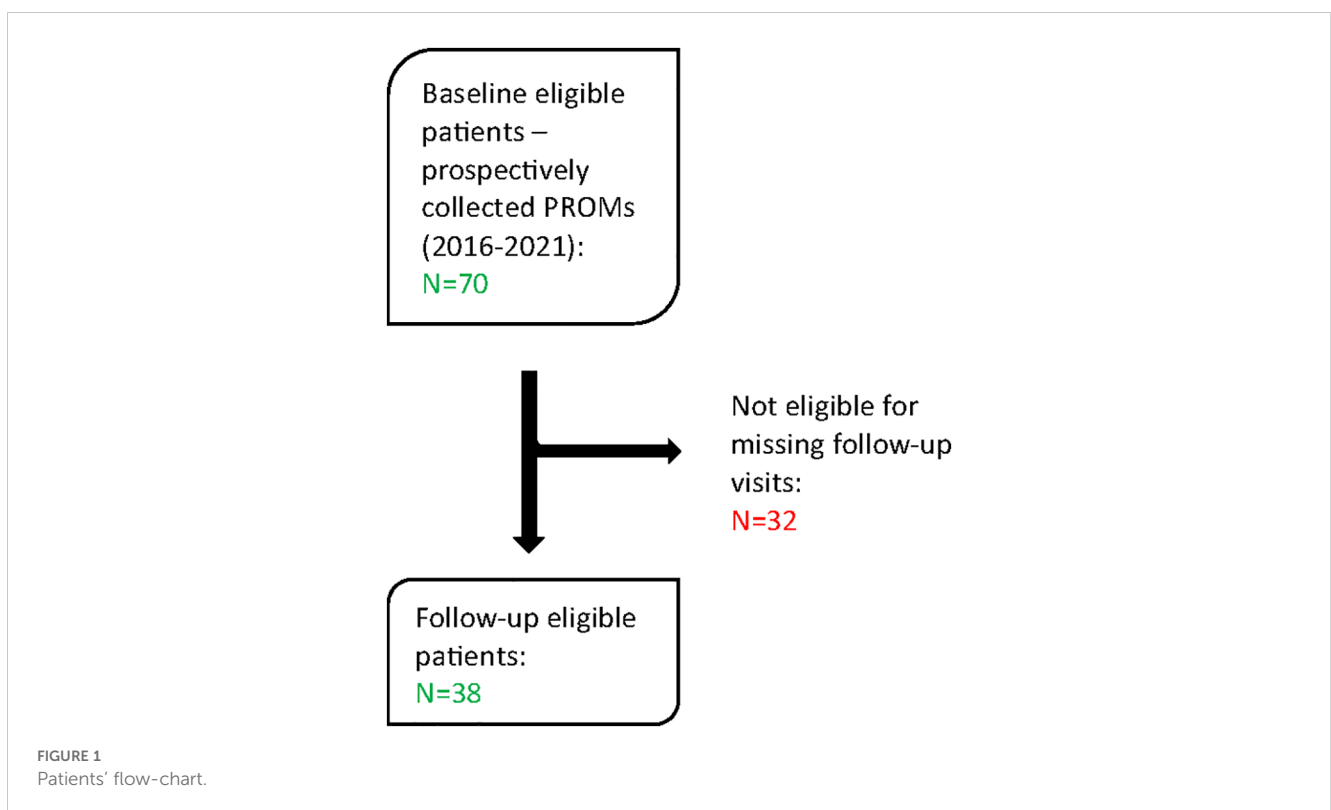 Baseline eligible
patients –
prospectively
collected PROMs
(2016-2021):
N=70
Not eligible for
missing follow-up
visits:
N=32
Follow-up eligible
patients:
N=38
FIGURE 1
Patients’ flow-chart.